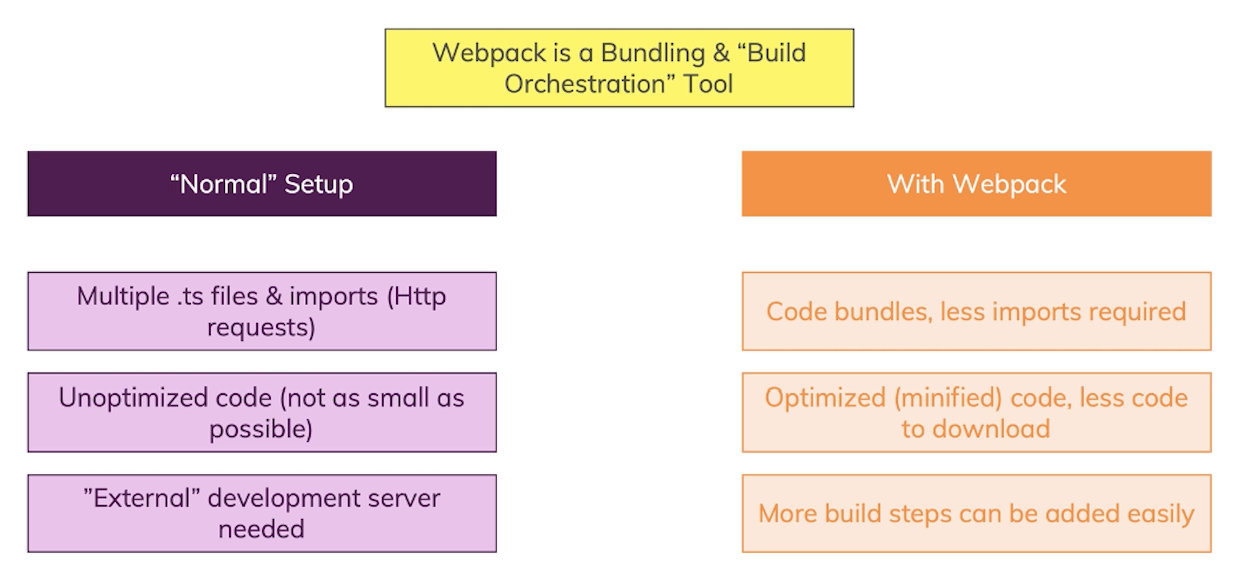 Webpack is a Bundling & “Build
Orchestration” Tool
“Normal” Setup
With Webpack
Multiple .ts files & imports (Http
requests)
Code bundles, less imports required
Unoptimized code (not as small as
possible)
Optimized (minified) code, less code
to download
”External” development server
needed
More build steps can be added easily